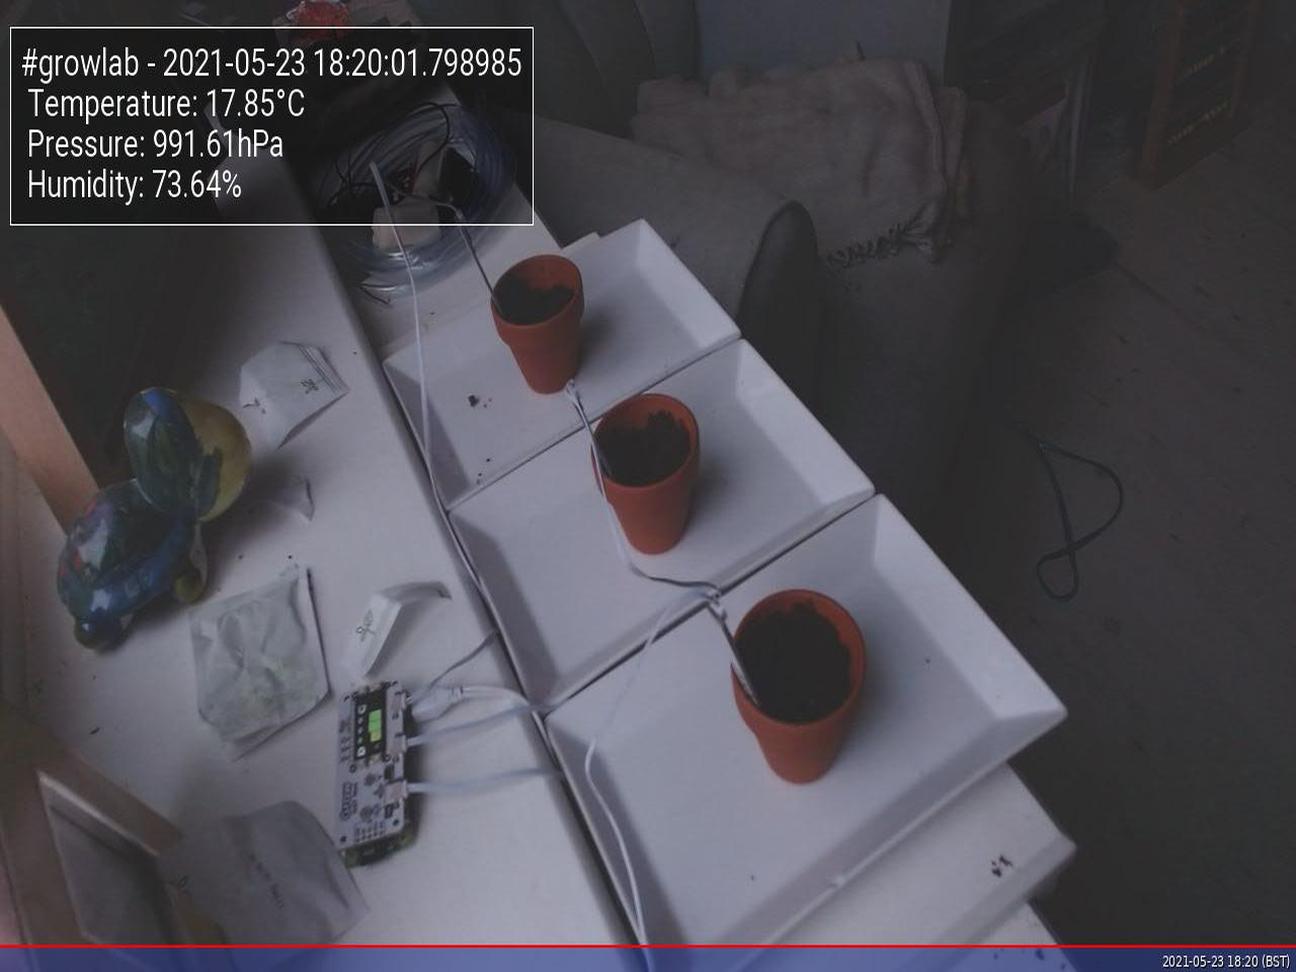 #growlab - 2021-05-23 18:20:01.798985
Temperature: 17.85°C
Pressure: 991.61hPa
Humidity: 73.64%
2021-05-23 18:20 (BST)